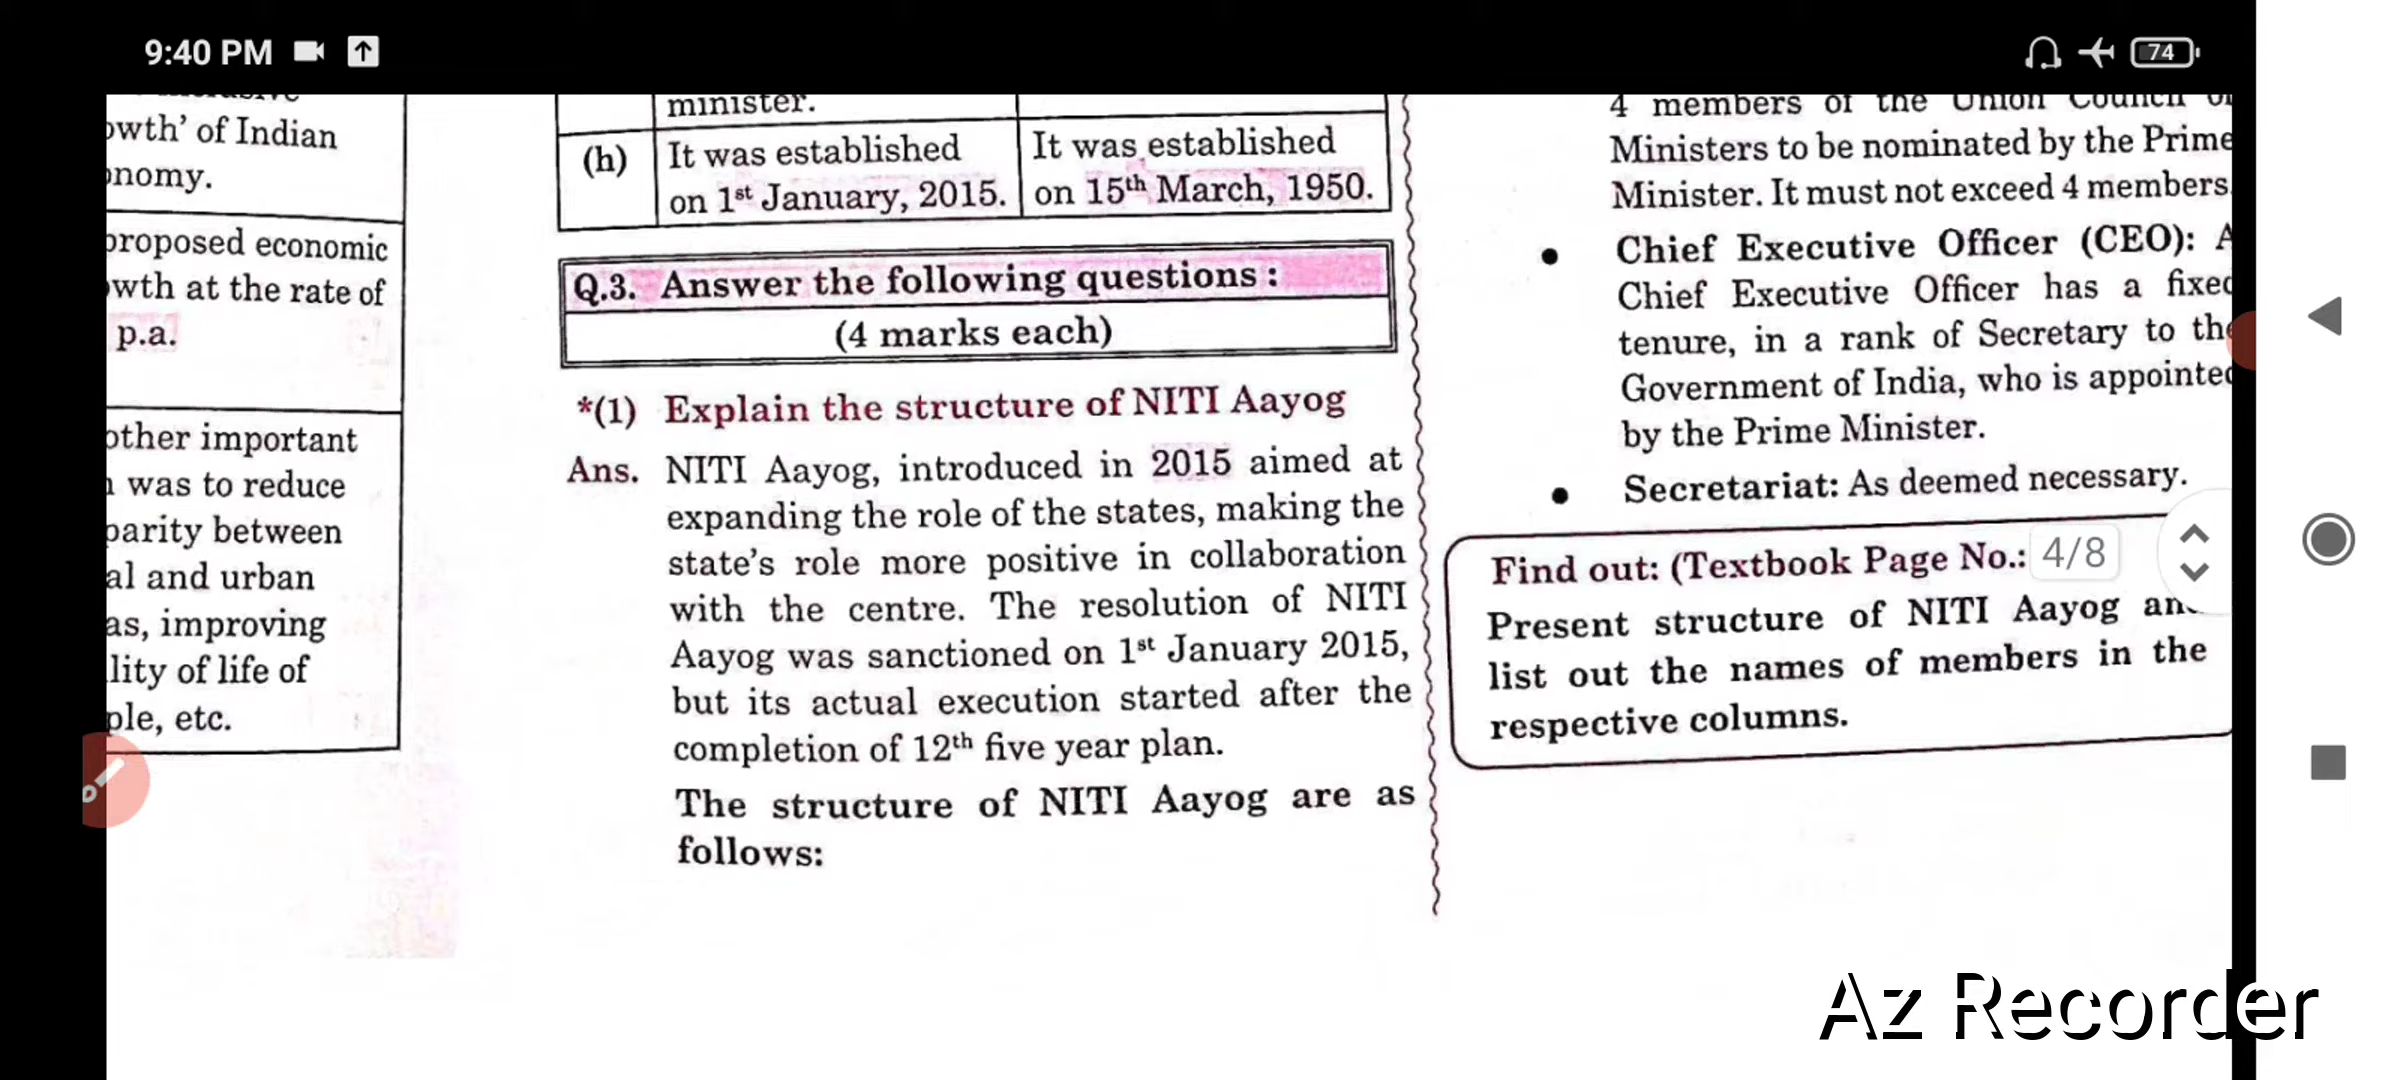 9:40 PM
74
owth’ of Indian
onomy.
proposed economic
owth at the rate of
p.a.
other important
was to reduce
parity between
al and urban
as, improving
lity of life of
ple, etc.
minister.
(h) It was established
on 1st January, 2015.
It was established
on 15th March, 1950.
Q.3. Answer the following questions :
(4 marks each)
*(1) Explain the structure of NITI Aayog
Ans. NITI Aayog, introduced in 2015 aimed at
expanding the role of the states, making the
state’s role more positive in collaboration
with the centre. The resolution of NITI
Aayog was sanctioned on 1st January 2015,
but its actual execution started after the
completion of 12th five year plan.
The structure of NITI Aayog are as
follows:
4 members of the Union Council of
Ministers to be nominated by the Prime
Minister. It must not exceed 4 members.
• Chief Executive Officer (CEO): A
Chief Executive Officer has a fixed
tenure, in a rank of Secretary to the
Government of India, who is appointed
by the Prime Minister.
• Secretariat: As deemed necessary.
Find out: (Textbook Page No.:
4/8
Present structure of NITI Aayog and
list out the names of members in the
respective columns.
Az Recorder